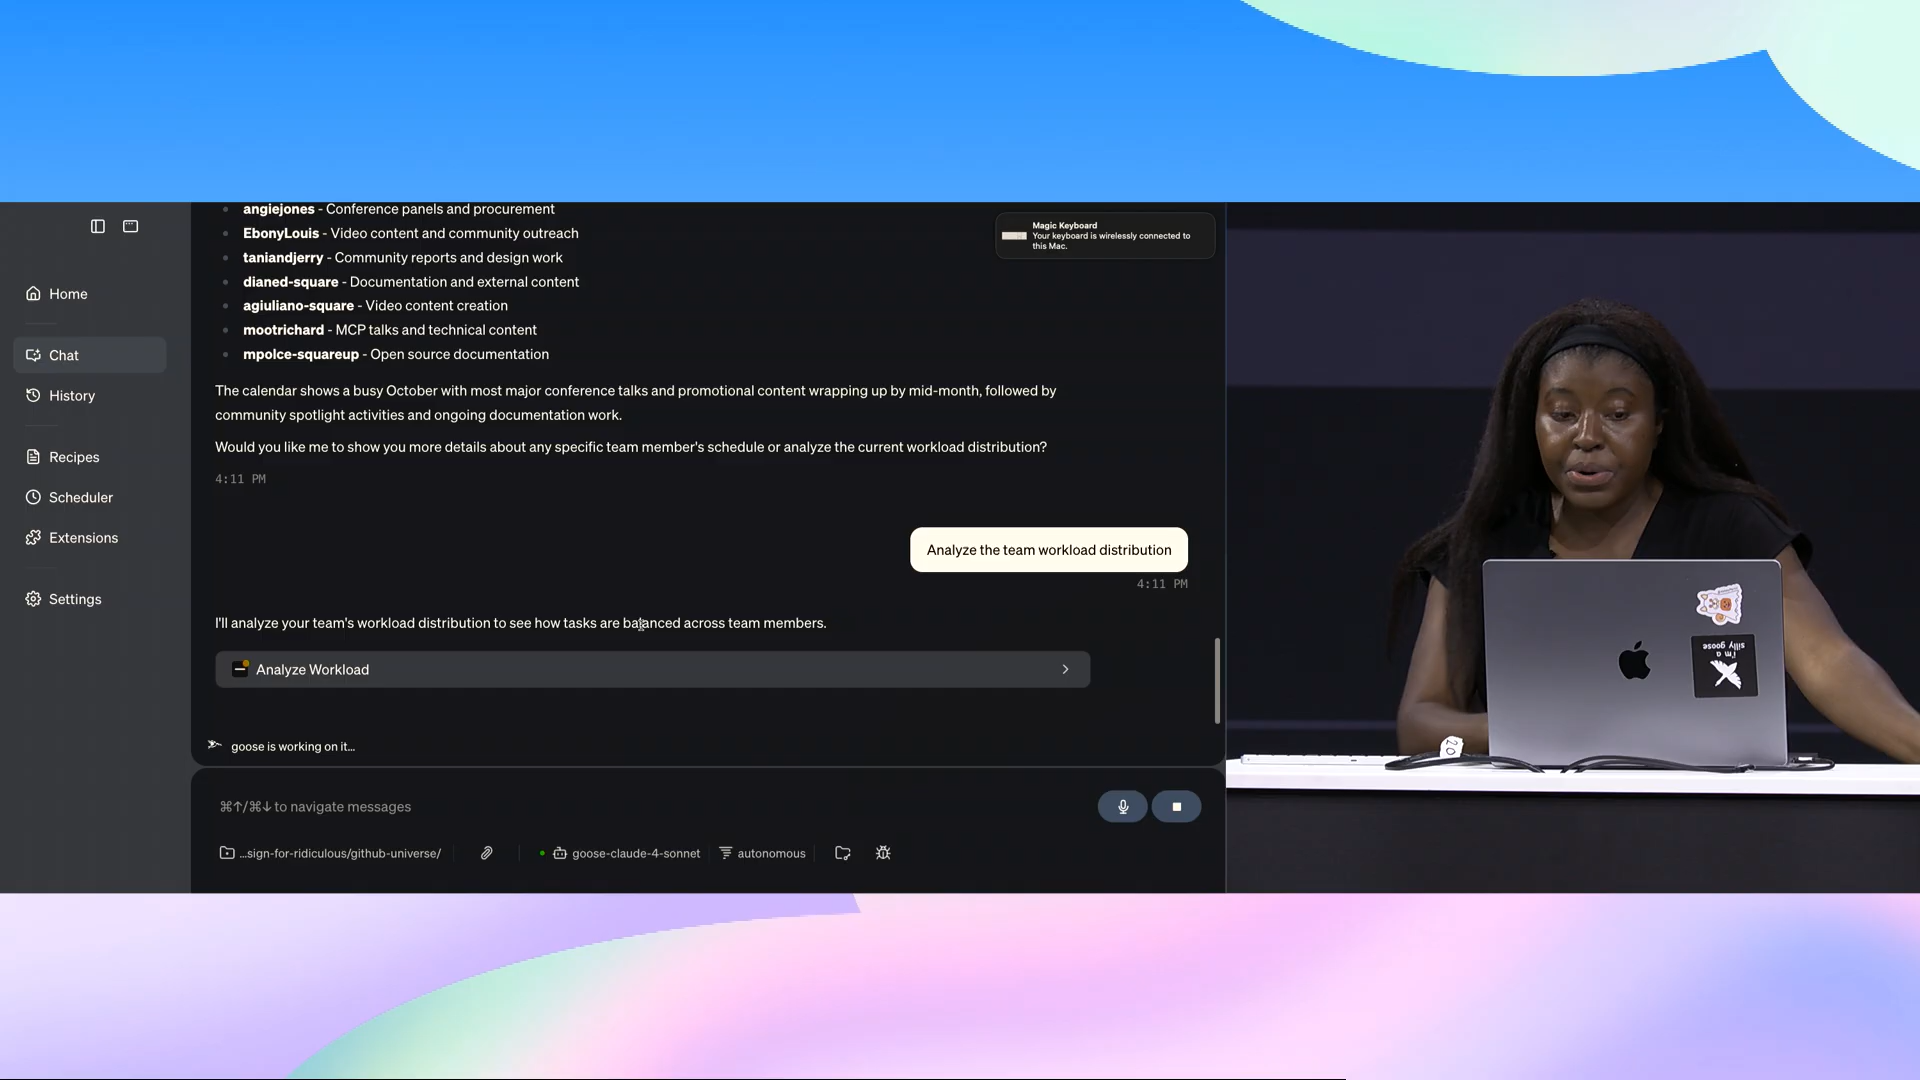 angiejones - Conference panels and procurement
EbonyLouis - Video content and community outreach
taniandjerry - Community reports and design work
dianed-square - Documentation and external content
agiuliano-square - Video content creation
mootrichard - MCP talks and technical content
mpolce-squareup - Open source documentation
Magic Keyboard
Your keyboard is wirelessly connected to
this Mac.
Home
Chat
History
Recipes
Scheduler
Extensions
Settings
The calendar shows a busy October with most major conference talks and promotional content wrapping up by mid-month, followed by
community spotlight activities and ongoing documentation work.
Would you like me to show you more details about any specific team member's schedule or analyze the current workload distribution?
4:11 PM
Analyze the team workload distribution
4:11 PM
I'll analyze your team's workload distribution to see how tasks are balanced across team members.
Analyze Workload
goose is working on it...
⌘↑/⌘↓ to navigate messages
...sign-for-ridiculous/github-universe/
goose-claude-4-sonnet
autonomous
i'm a
silly goose
20